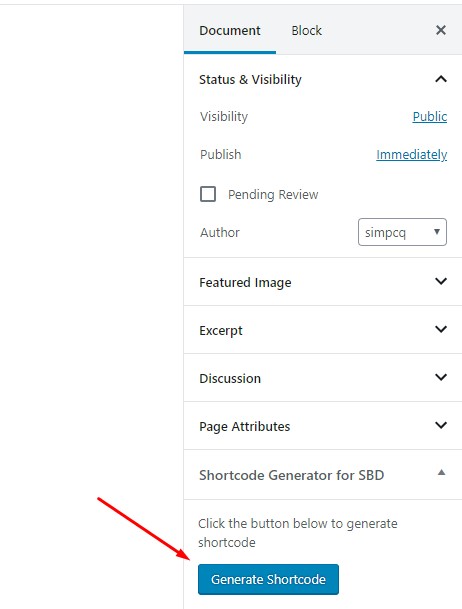 Document Block ×
Status & Visibility
Visibility Public
Publish Immediately
Pending Review
Author simpcq
Featured Image
Excerpt
Discussion
Page Attributes
Shortcode Generator for SBD
Click the button below to generate
shortcode
Generate Shortcode